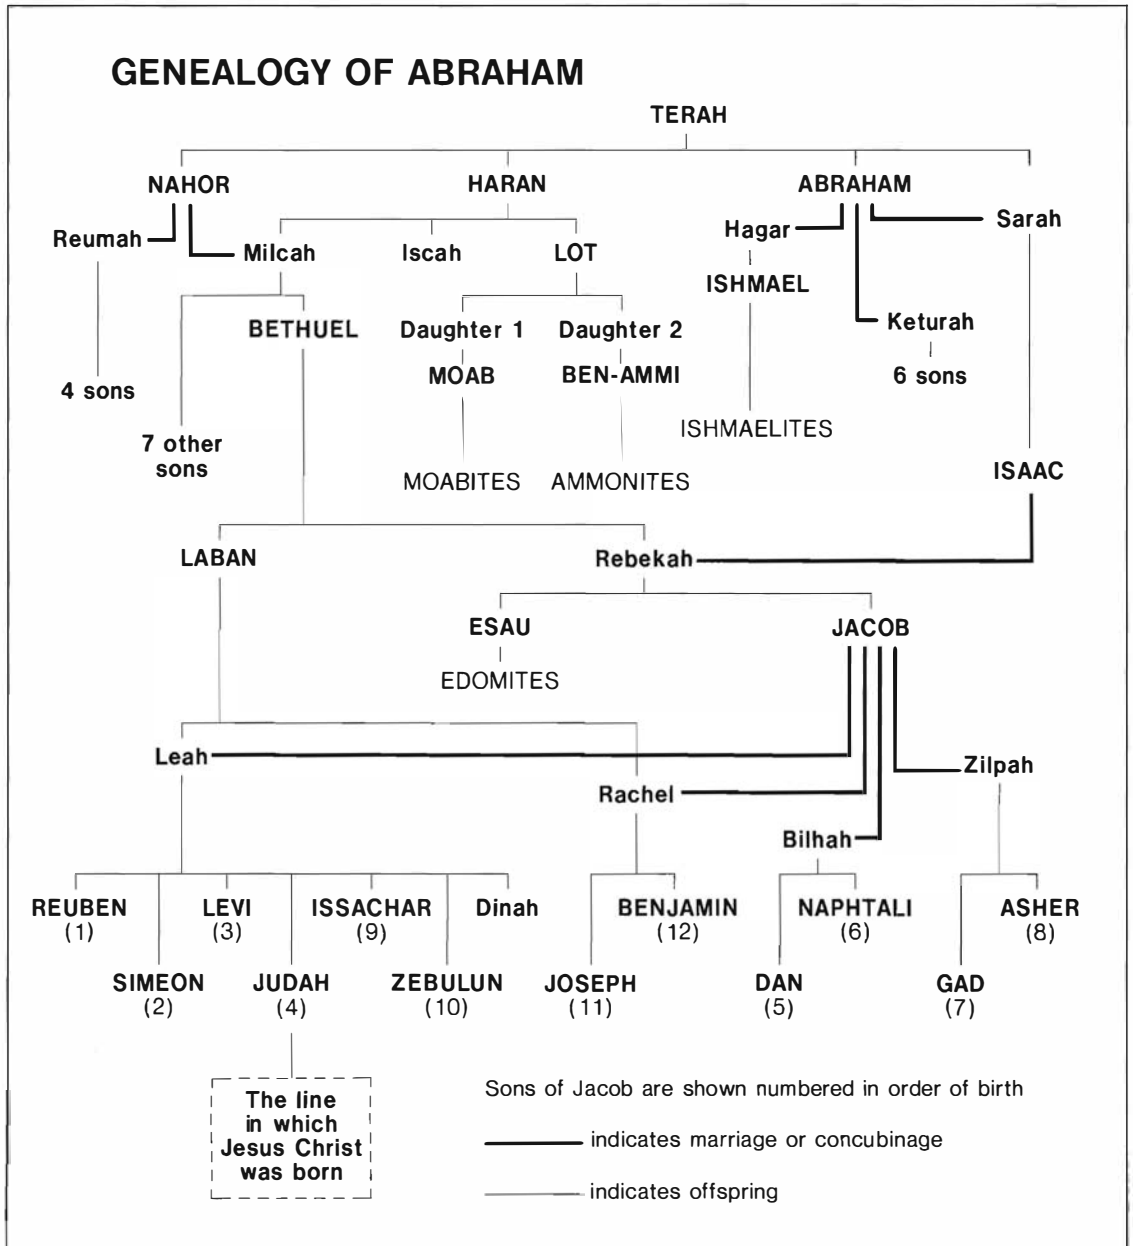 GENEALOGY OF ABRAHAM
TERAH
NAHOR HARAN ABRAHAM
Reumah Milcah Iscah LOT Hagar Sarah
ISHMAEL
BETHUEL Daughter 1 Daughter 2 Keturah
4 sons MOAB BEN-AMMI 6 sons
7 other
sons
ISHMAELITES
MOABITES AMMONITES ISAAC
LABAN Rebekah
ESAU JACOB
EDOMITES
Leah Zilpah
Rachel
Bilhah
REUBEN LEVI ISSACHAR Dinah BENJAMIN NAPHTALI ASHER
(1) (3) (9) (12) (6) (8)
SIMEON JUDAH ZEBULUN JOSEPH DAN GAD
(2) (4) (10) (11) (5) (7)
The line
in which
Jesus Christ
was born
Sons of Jacob are shown numbered in order of birth
indicates marriage or concubinage
indicates offspring